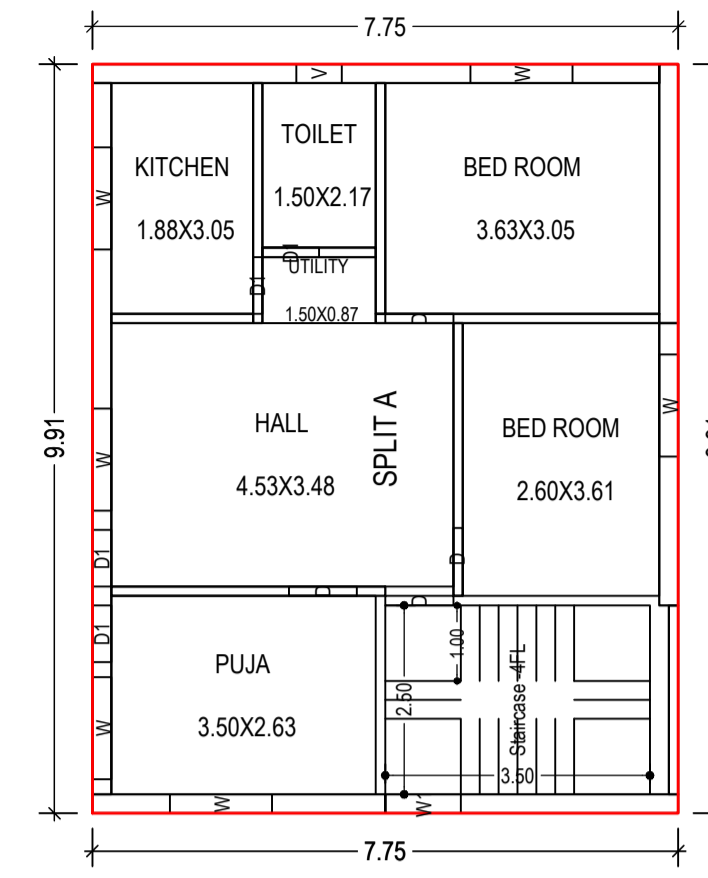 7.75
V
W
TOILET
KITCHEN
BED ROOM
W
1.50X2.17
1.88X3.05
3.63X3.05
D1
UTILITY
D1
1.50X0.87
D
W
HALL
SPLIT A
BED ROOM
9.91
W
4.53X3.48
2.60X3.61
D1
D
D
D
D1
1.00
PUJA
Staircase -4FL
2.50
3.50X2.63
W
3.50
W
W1
7.75